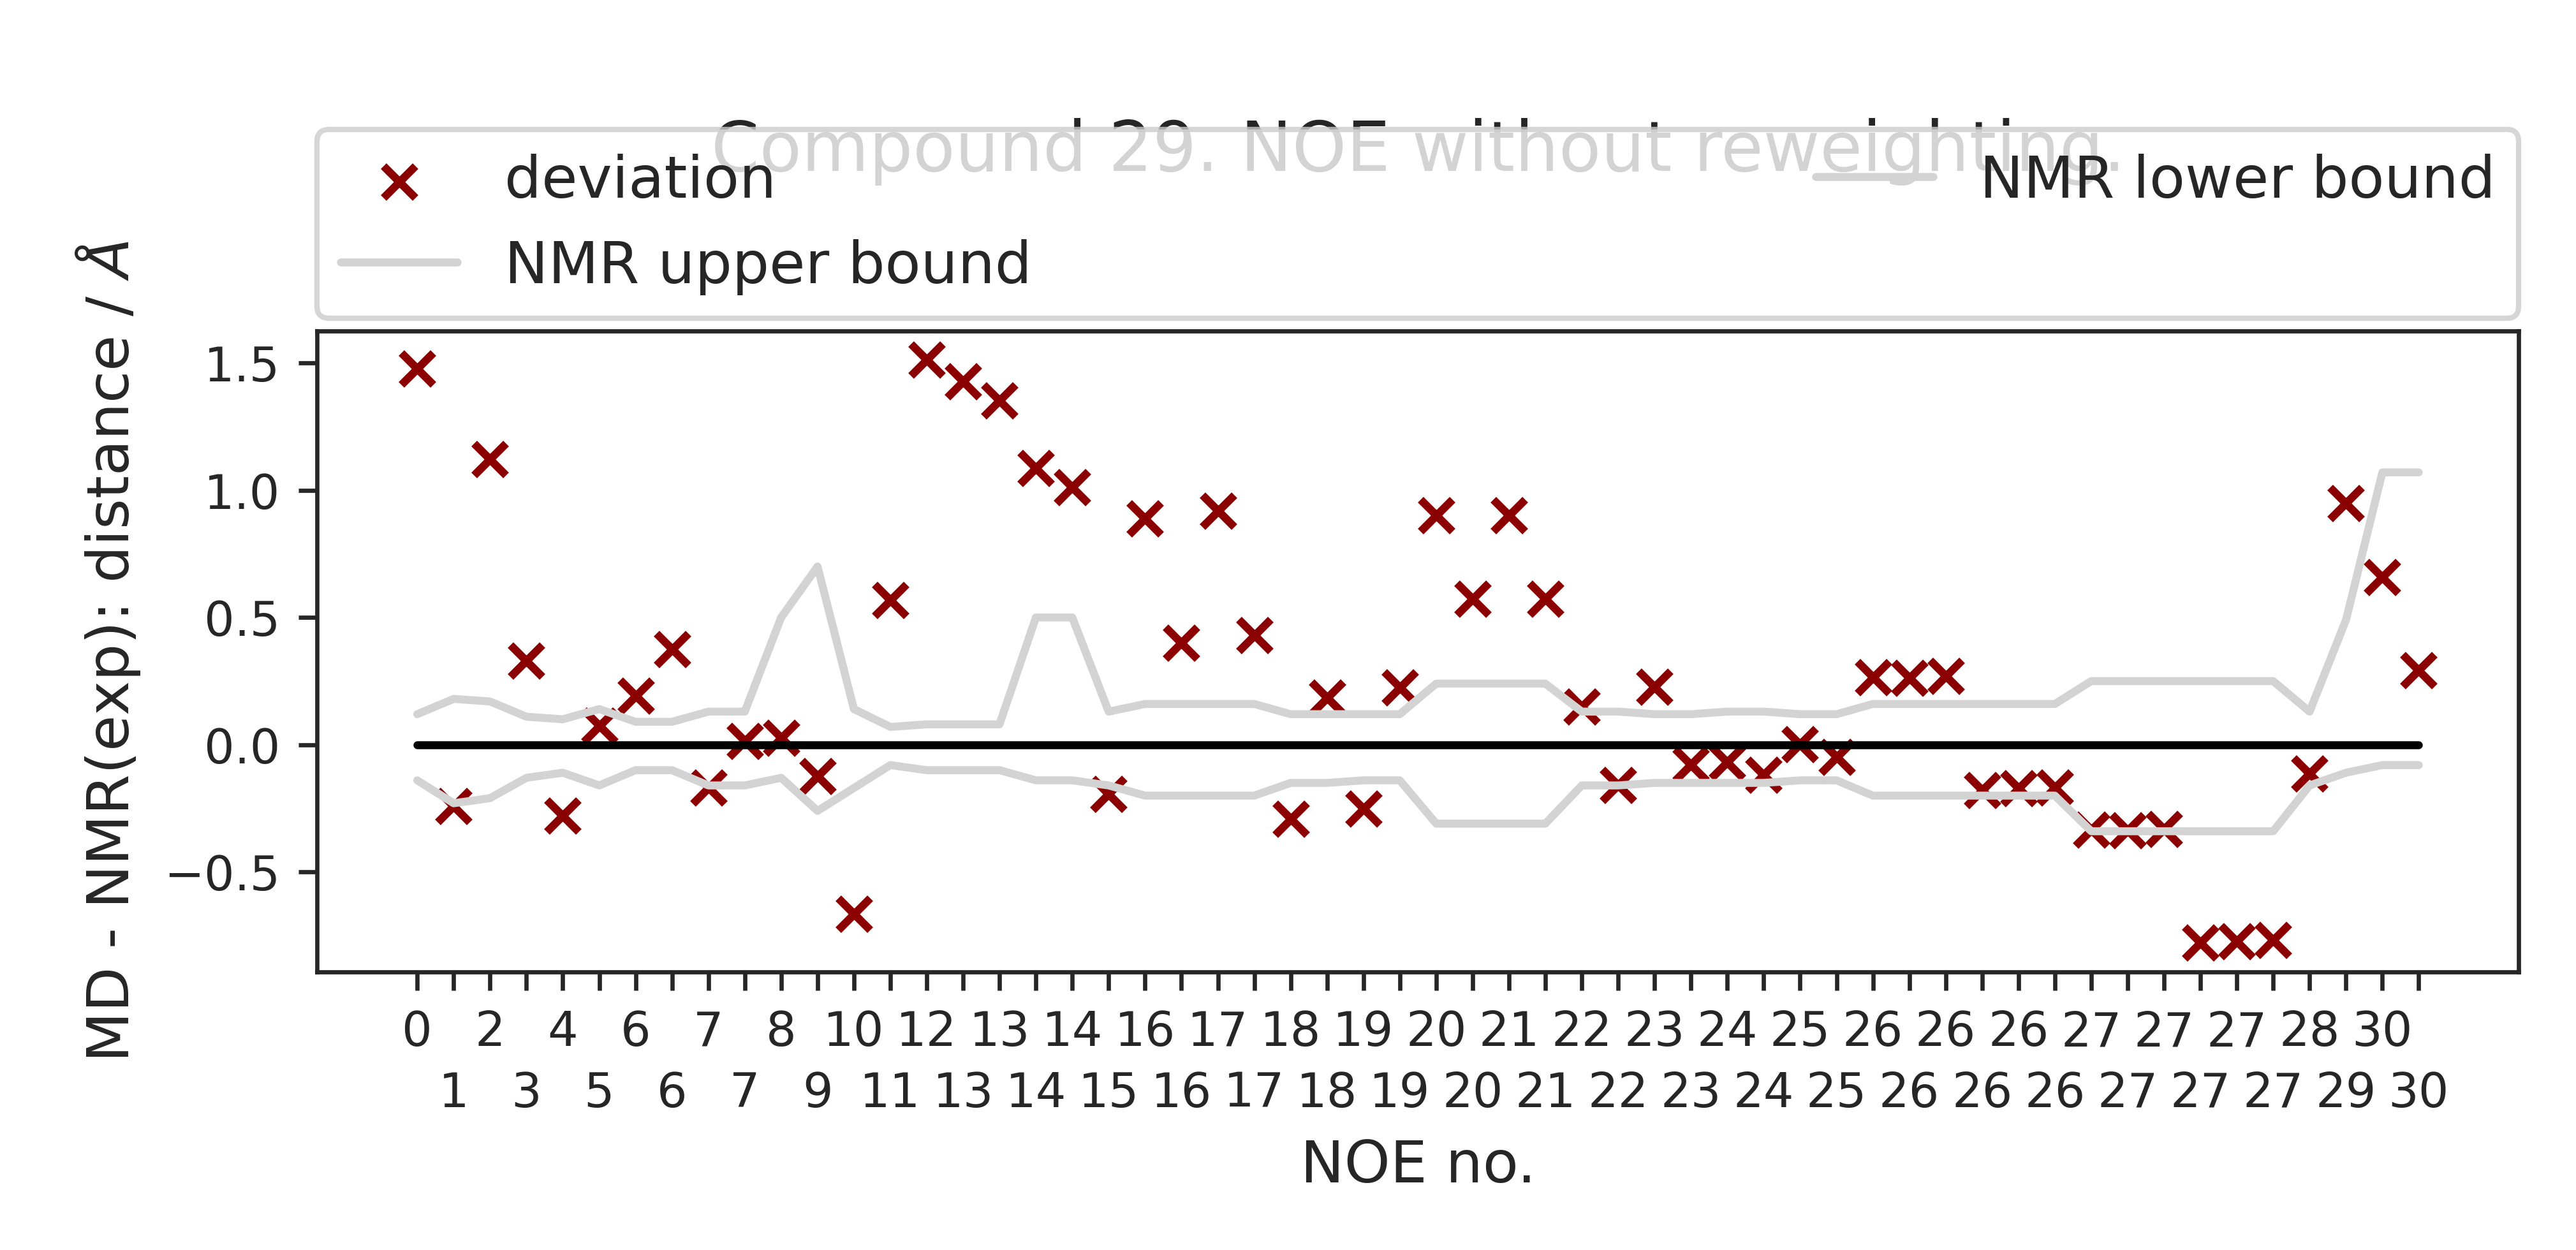 Compound 29. NOE without reweighting.
deviation
NMR upper bound
NMR lower bound
MD - NMR(exp): distance / Å
1.5
1.0
0.5
0.0
−0.5
0 2 4 6 7 8 10 12 13 14 16 17 18 19 20 21 22 23 24 25 26 26 26 27 27 27 28 30
1 3 5 6 7 9 11 13 14 15 16 17 18 19 20 21 22 23 24 25 26 26 26 27 27 27 29 30
NOE no.